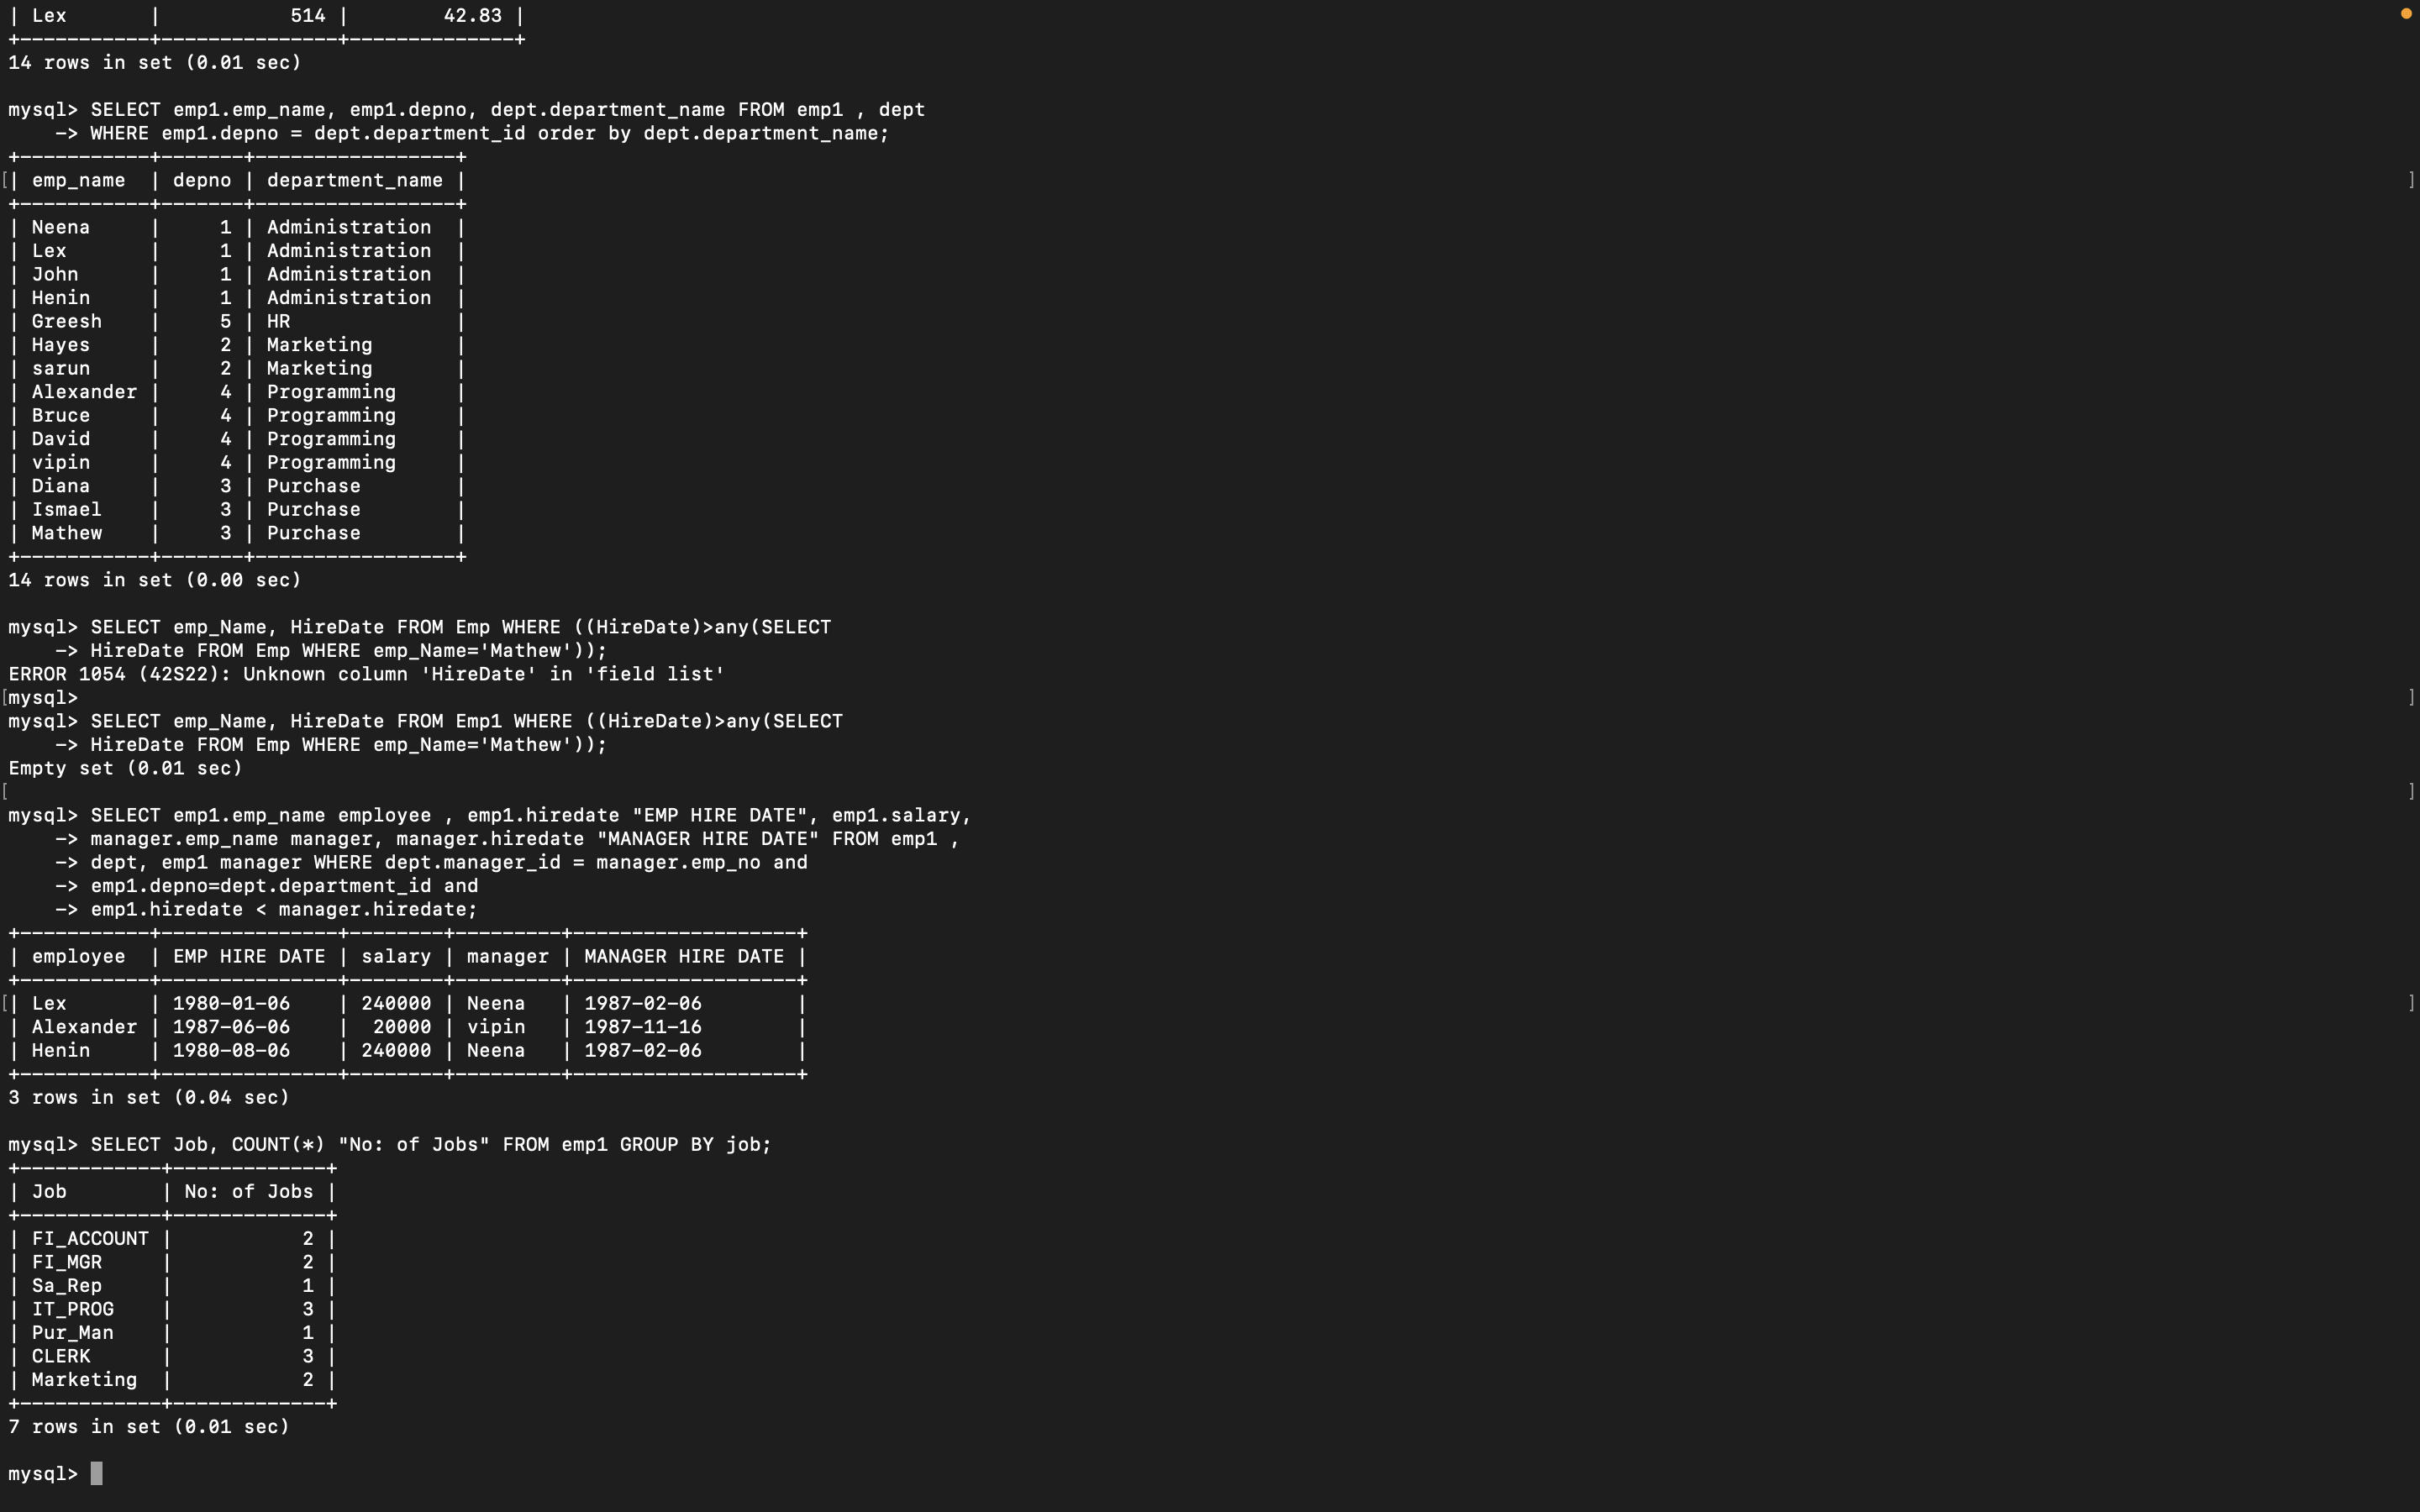 | Lex       |           514 |        42.83 |
+-----------+---------------+--------------+
14 rows in set (0.01 sec)
mysql> SELECT emp1.emp_name, emp1.depno, dept.department_name FROM emp1 , dept
    -> WHERE emp1.depno = dept.department_id order by dept.department_name;
+-----------+-------+-----------------+
[| emp_name  | depno | department_name | ]
+-----------+-------+-----------------+
| Neena     |     1 | Administration  |
| Lex       |     1 | Administration  |
| John      |     1 | Administration  |
| Henin     |     1 | Administration  |
| Greesh    |     5 | HR              |
| Hayes     |     2 | Marketing       |
| sarun     |     2 | Marketing       |
| Alexander |     4 | Programming     |
| Bruce     |     4 | Programming     |
| David     |     4 | Programming     |
| vipin     |     4 | Programming     |
| Diana     |     3 | Purchase        |
| Ismael    |     3 | Purchase        |
| Mathew    |     3 | Purchase        |
+-----------+-------+-----------------+
14 rows in set (0.00 sec)
mysql> SELECT emp_Name, HireDate FROM Emp WHERE ((HireDate)>any(SELECT
    -> HireDate FROM Emp WHERE emp_Name='Mathew'));
ERROR 1054 (42S22): Unknown column 'HireDate' in 'field list'
[mysql> ]
mysql> SELECT emp_Name, HireDate FROM Emp1 WHERE ((HireDate)>any(SELECT
    -> HireDate FROM Emp WHERE emp_Name='Mathew'));
Empty set (0.01 sec)
[ ]
mysql> SELECT emp1.emp_name employee , emp1.hiredate "EMP HIRE DATE", emp1.salary,
    -> manager.emp_name manager, manager.hiredate "MANAGER HIRE DATE" FROM emp1 ,
    -> dept, emp1 manager WHERE dept.manager_id = manager.emp_no and
    -> emp1.depno=dept.department_id and
    -> emp1.hiredate < manager.hiredate;
+-----------+---------------+--------+---------+-------------------+
| employee  | EMP HIRE DATE | salary | manager | MANAGER HIRE DATE |
+-----------+---------------+--------+---------+-------------------+
[| Lex       | 1980-01-06    | 240000 | Neena   | 1987-02-06        | ]
| Alexander | 1987-06-06    |  20000 | vipin   | 1987-11-16        |
| Henin     | 1980-08-06    | 240000 | Neena   | 1987-02-06        |
+-----------+---------------+--------+---------+-------------------+
3 rows in set (0.04 sec)
mysql> SELECT Job, COUNT(*) "No: of Jobs" FROM emp1 GROUP BY job;
+------------+-------------+
| Job        | No: of Jobs |
+------------+-------------+
| FI_ACCOUNT |           2 |
| FI_MGR     |           2 |
| Sa_Rep     |           1 |
| IT_PROG    |           3 |
| Pur_Man    |           1 |
| CLERK      |           3 |
| Marketing  |           2 |
+------------+-------------+
7 rows in set (0.01 sec)
mysql>